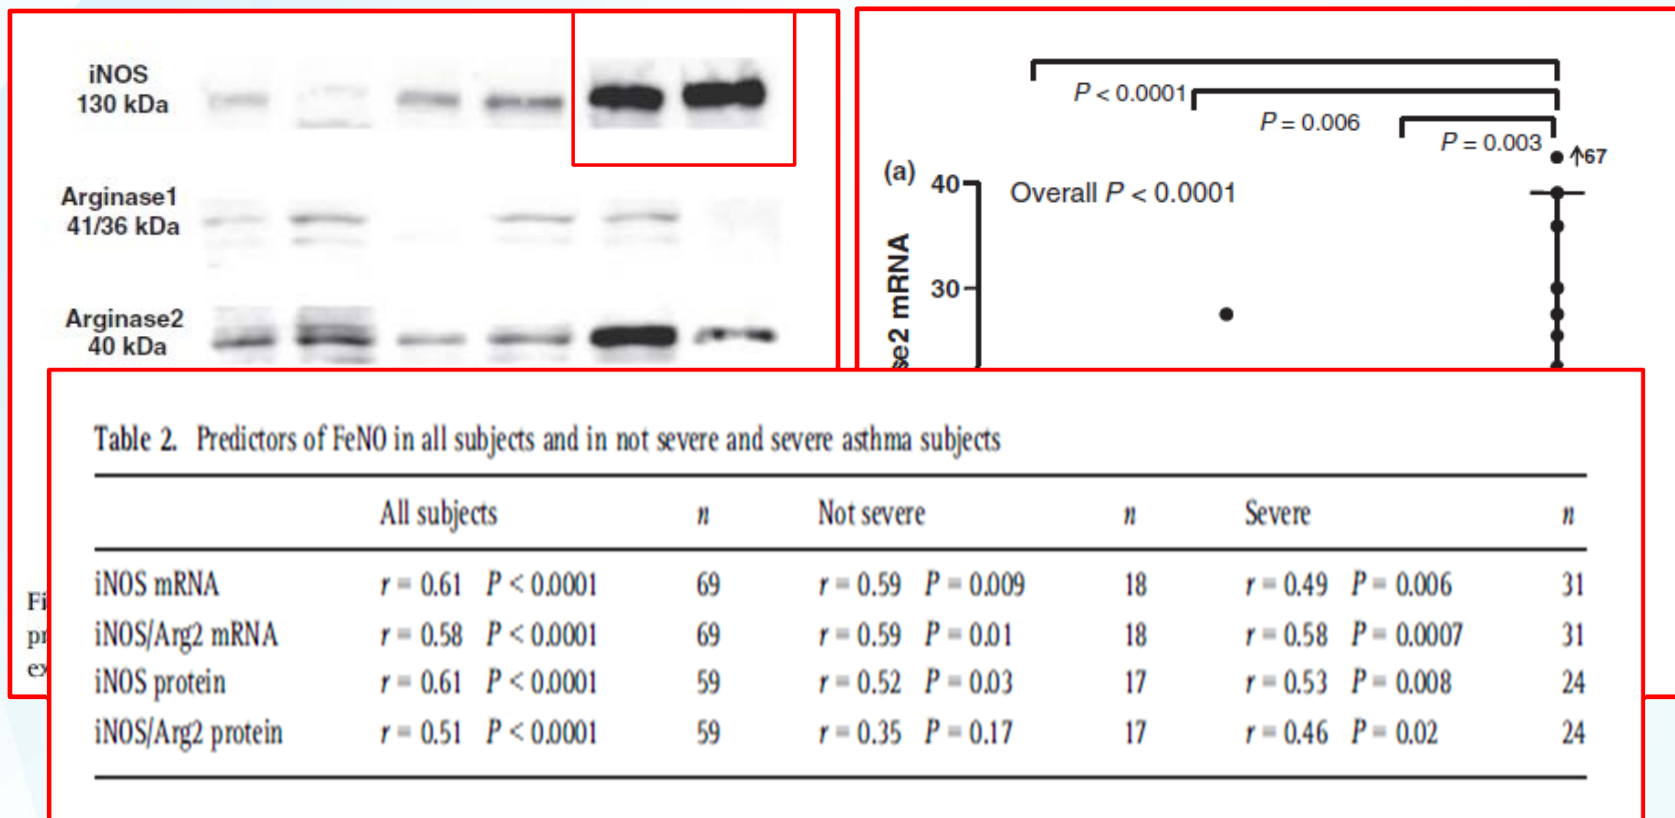 iNOS
130 kDa
Arginase1
41/36 kDa
Arginase2
40 kDa
P < 0.0001
P = 0.006
P = 0.003
↑67
(a)
40
Overall P < 0.0001
30
se2 mRNA
Fi
pr
ex
Table 2. Predictors of FeNO in all subjects and in not severe and severe asthma subjects
All subjects n Not severe n Severe n
iNOS mRNA r = 0.61 P < 0.0001 69 r = 0.59 P = 0.009 18 r = 0.49 P = 0.006 31
iNOS/Arg2 mRNA r = 0.58 P < 0.0001 69 r = 0.59 P = 0.01 18 r = 0.58 P = 0.0007 31
iNOS protein r = 0.61 P < 0.0001 59 r = 0.52 P = 0.03 17 r = 0.53 P = 0.008 24
iNOS/Arg2 protein r = 0.51 P < 0.0001 59 r = 0.35 P = 0.17 17 r = 0.46 P = 0.02 24